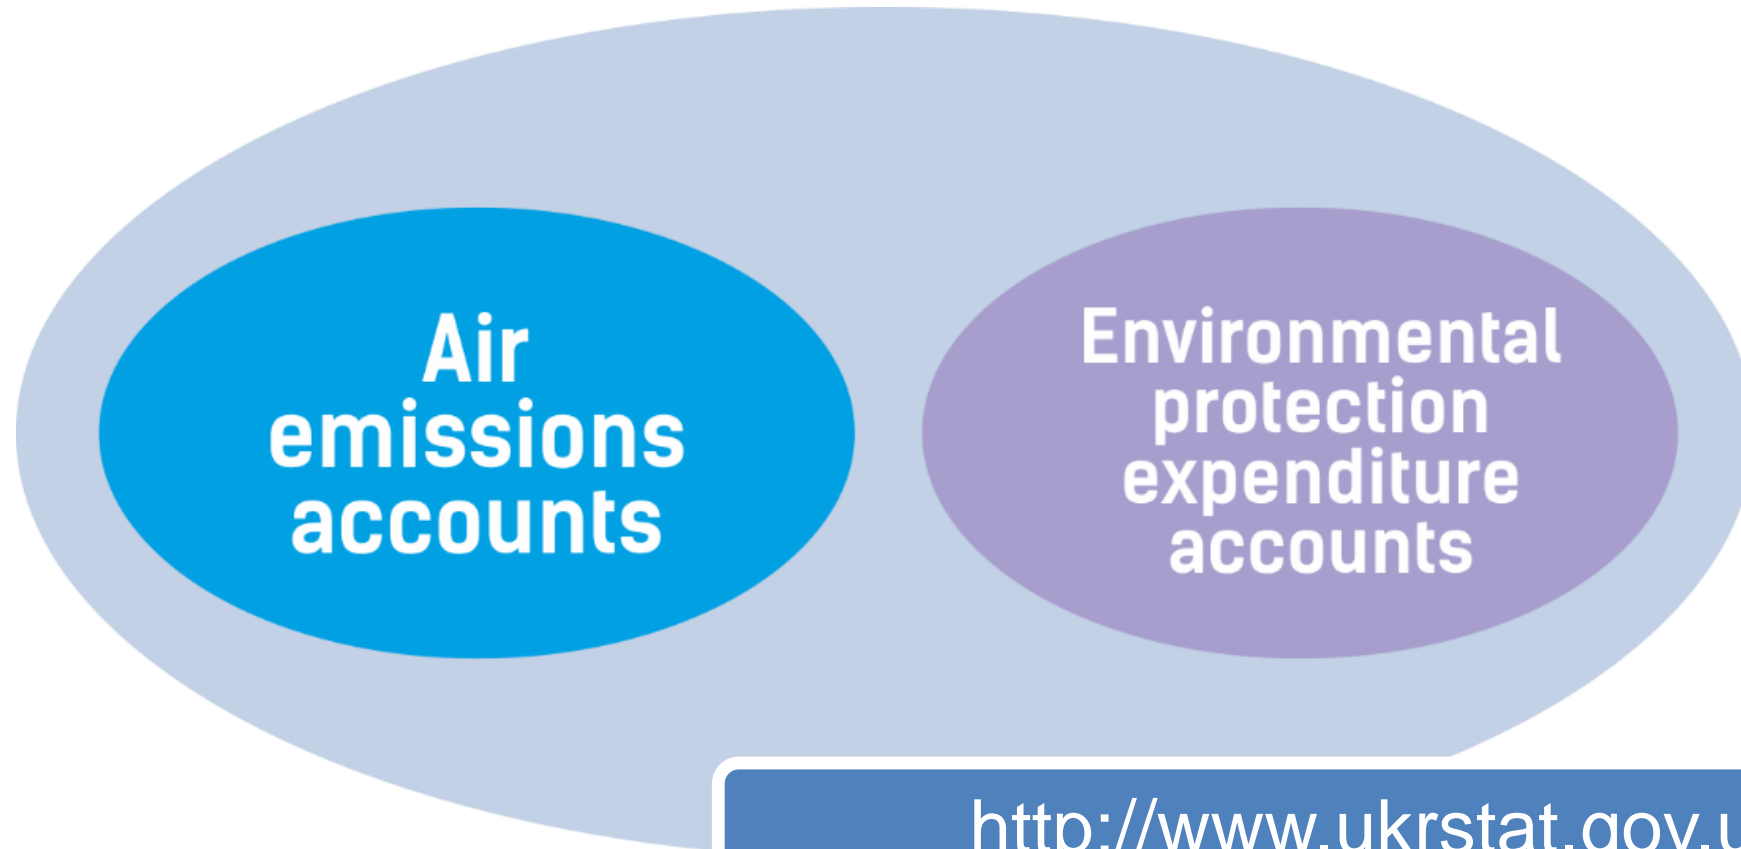 Air
emissions
accounts
Environmental
protection
expenditure
accounts
http://www.ukrstat.gov.u